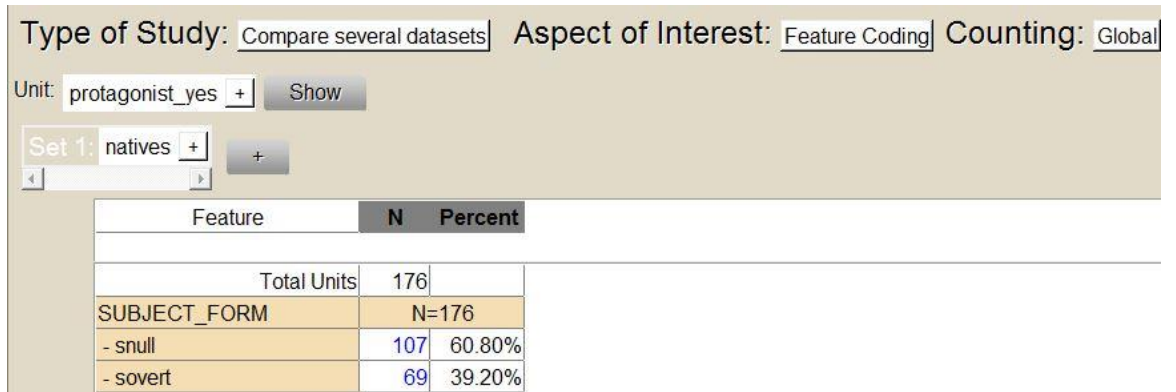 Type of Study: Compare several datasets Aspect of Interest: Feature Coding Counting: Global
Unit: protagonist_yes + Show
Set 1: natives + +
Feature N Percent
Total Units 176
SUBJECT_FORM N=176
- snull 107 60.80%
- sovert 69 39.20%